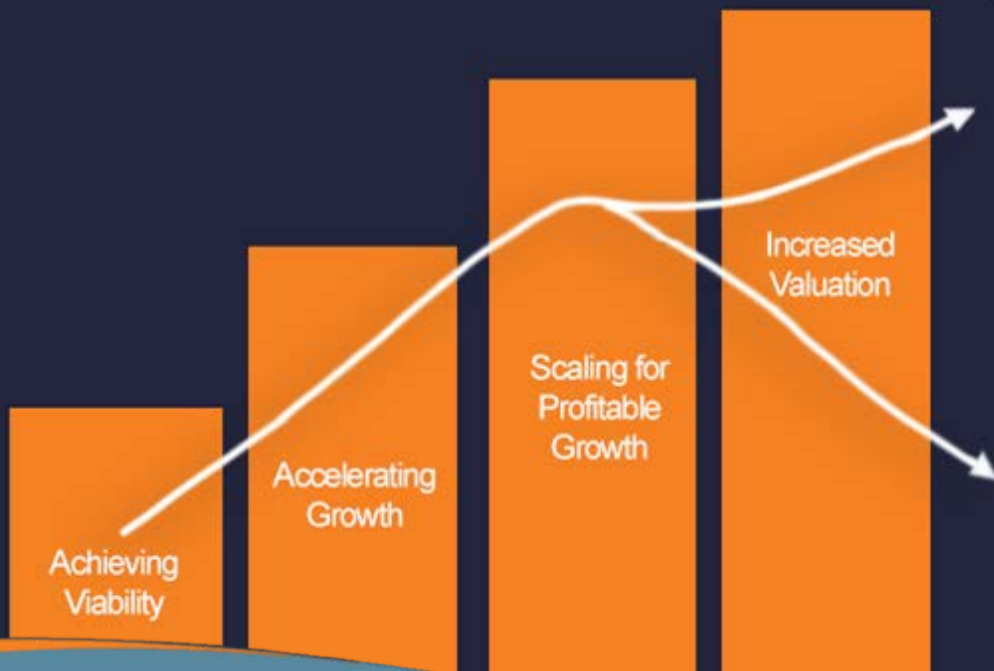 Achieving
Viability
Accelerating
Growth
Scaling for
Profitable
Growth
Increased
Valuation